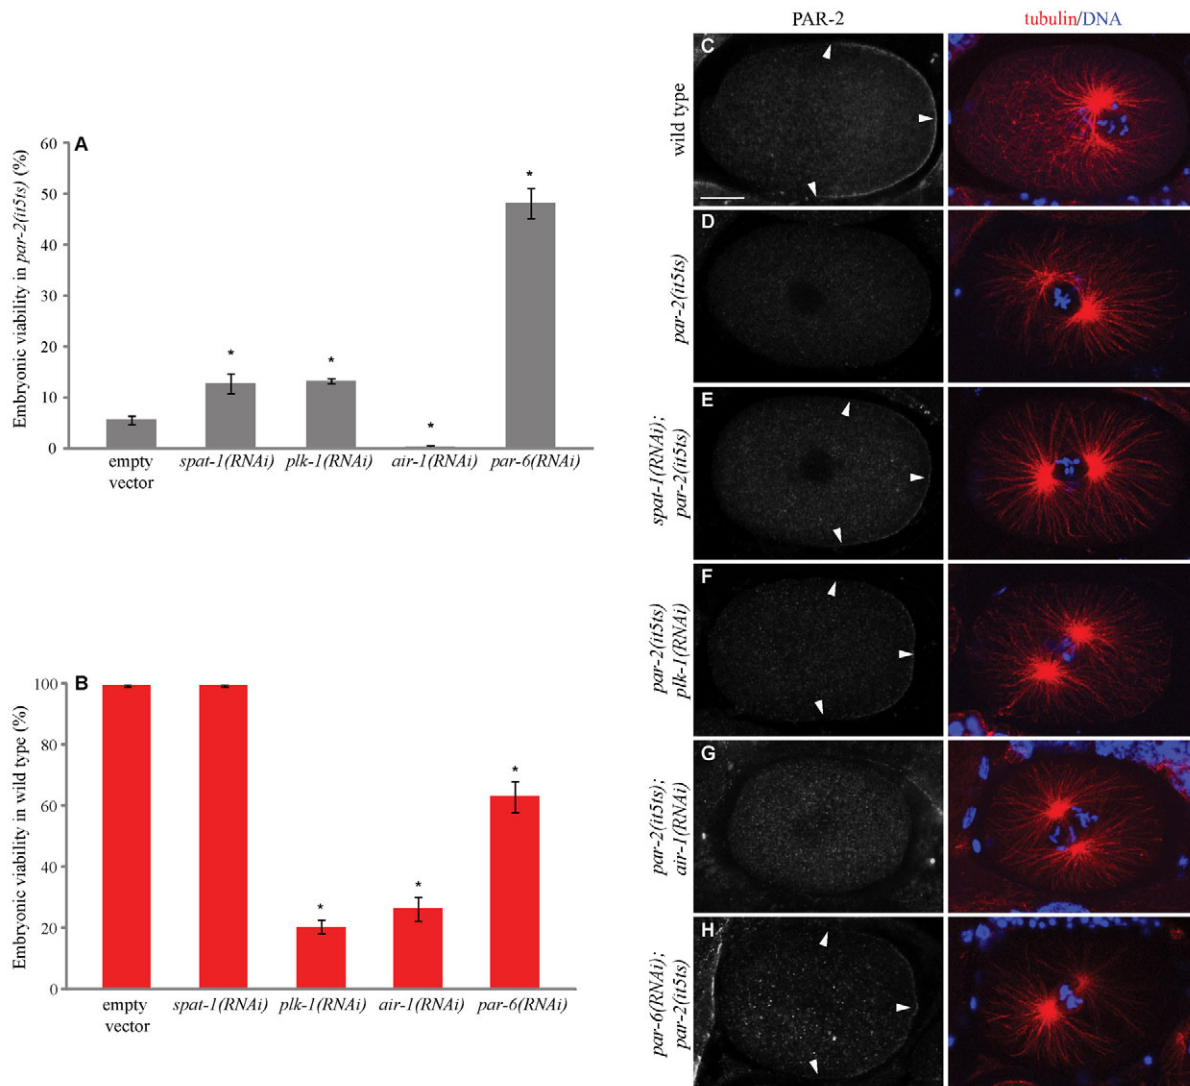 A
Embryonic viability in par-2(it5ts) (%)
60
50
40
30
20
10
0
*
*
*
*
empty vector
spat-1(RNAi)
plk-1(RNAi)
air-1(RNAi)
par-6(RNAi)
B
Embryonic viability in wild type (%)
100
80
60
40
20
0
*
*
*
empty vector
spat-1(RNAi)
plk-1(RNAi)
air-1(RNAi)
par-6(RNAi)
PAR-2
tubulin/DNA
C
wild type
D
par-2(it5ts)
E
spat-1(RNAi);
par-2(it5ts)
F
par-2(it5ts)
plk-1(RNAi)
G
par-2(it5ts);
air-1(RNAi)
H
par-6(RNAi);
par-2(it5ts)